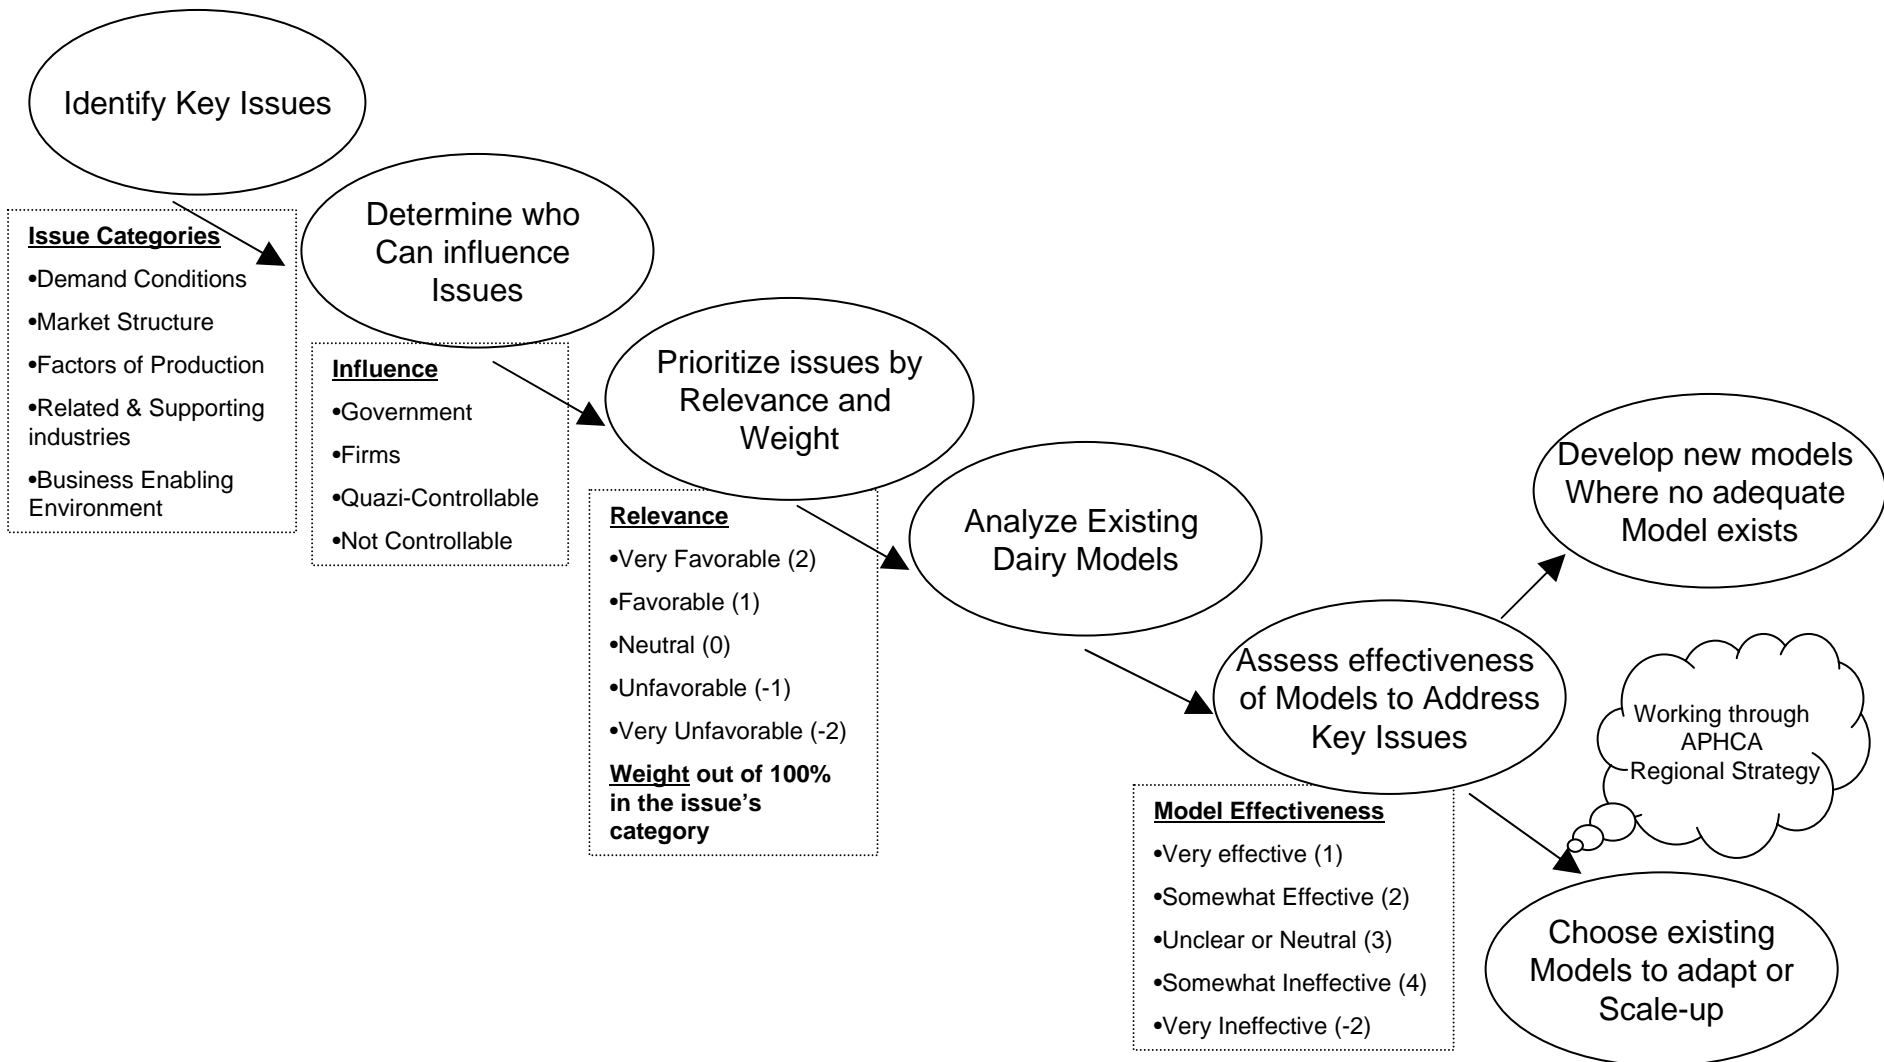 Identify Key Issues
Issue Categories
•Demand Conditions
•Market Structure
•Factors of Production
•Related & Supporting
industries
•Business Enabling
Environment
Determine who
Can influence
Issues
Influence
•Government
•Firms
•Quazi-Controllable
•Not Controllable
Prioritize issues by
Relevance and
Weight
Relevance
•Very Favorable (2)
•Favorable (1)
•Neutral (0)
•Unfavorable (-1)
•Very Unfavorable (-2)
Weight out of 100%
in the issue’s
category
Analyze Existing
Dairy Models
Assess effectiveness
of Models to Address
Key Issues
Model Effectiveness
•Very effective (1)
•Somewhat Effective (2)
•Unclear or Neutral (3)
•Somewhat Ineffective (4)
•Very Ineffective (-2)
Develop new models
Where no adequate
Model exists
Working through
APHCA
Regional Strategy
Choose existing
Models to adapt or
Scale-up